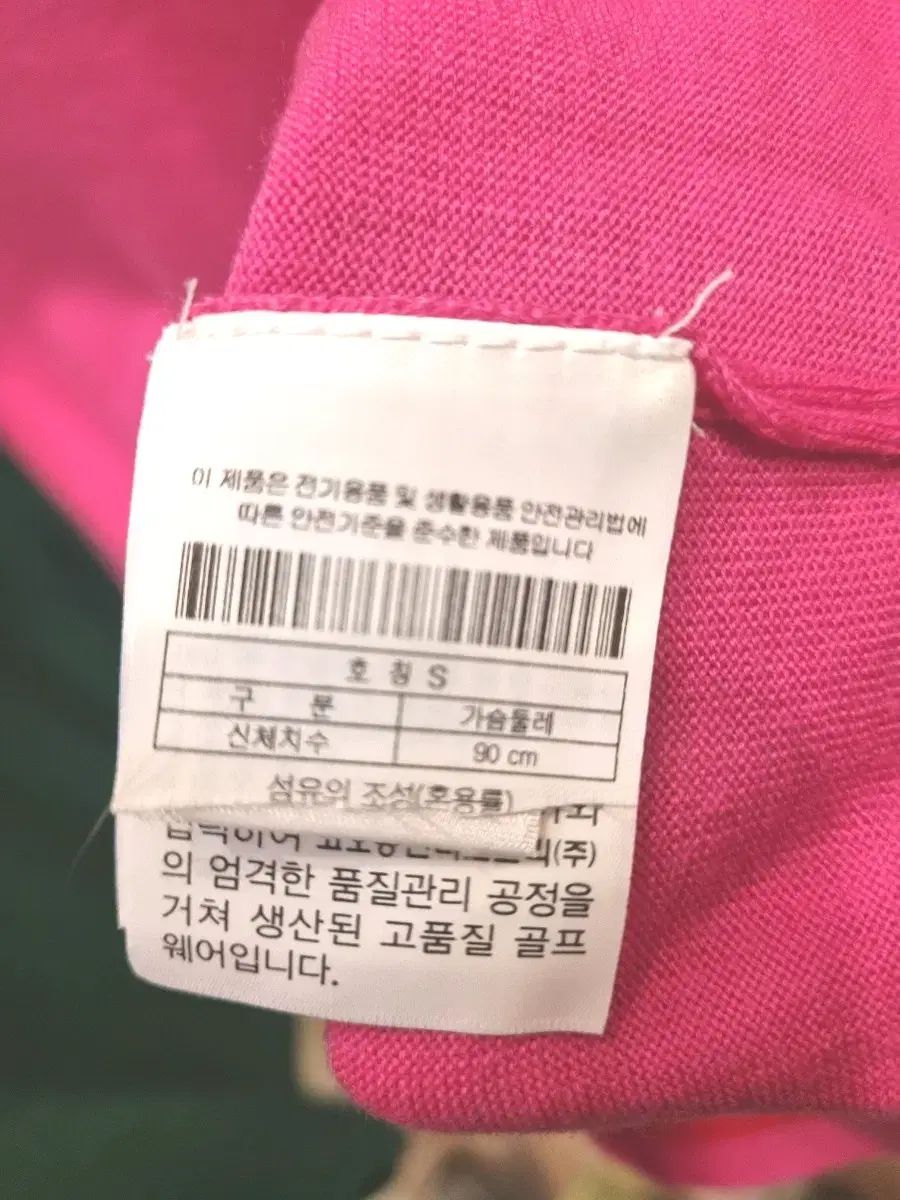 이 제품은 전기용품 및 생활용품 안전관리법에
따른 안전기준을 준수한 제품입니다
호 칭 S
구 분 가슴둘레
신체치수 90 cm
섬유의 조성(혼용률)
(주)
의 엄격한 품질관리 공정을
거쳐 생산된 고품질 골프
웨어입니다.